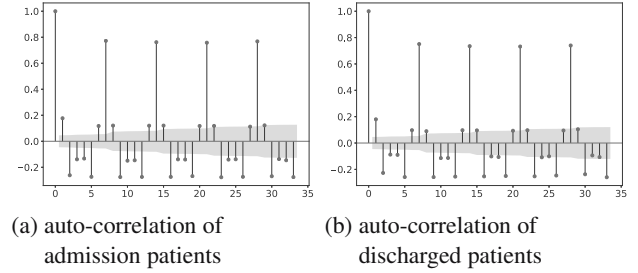 1.0
0.8
0.6
0.4
0.2
0.0
−0.2
0 5 10 15 20 25 30 35
(a) auto-correlation of
admission patients
1.0
0.8
0.6
0.4
0.2
0.0
−0.2
0 5 10 15 20 25 30 35
(b) auto-correlation of
discharged patients